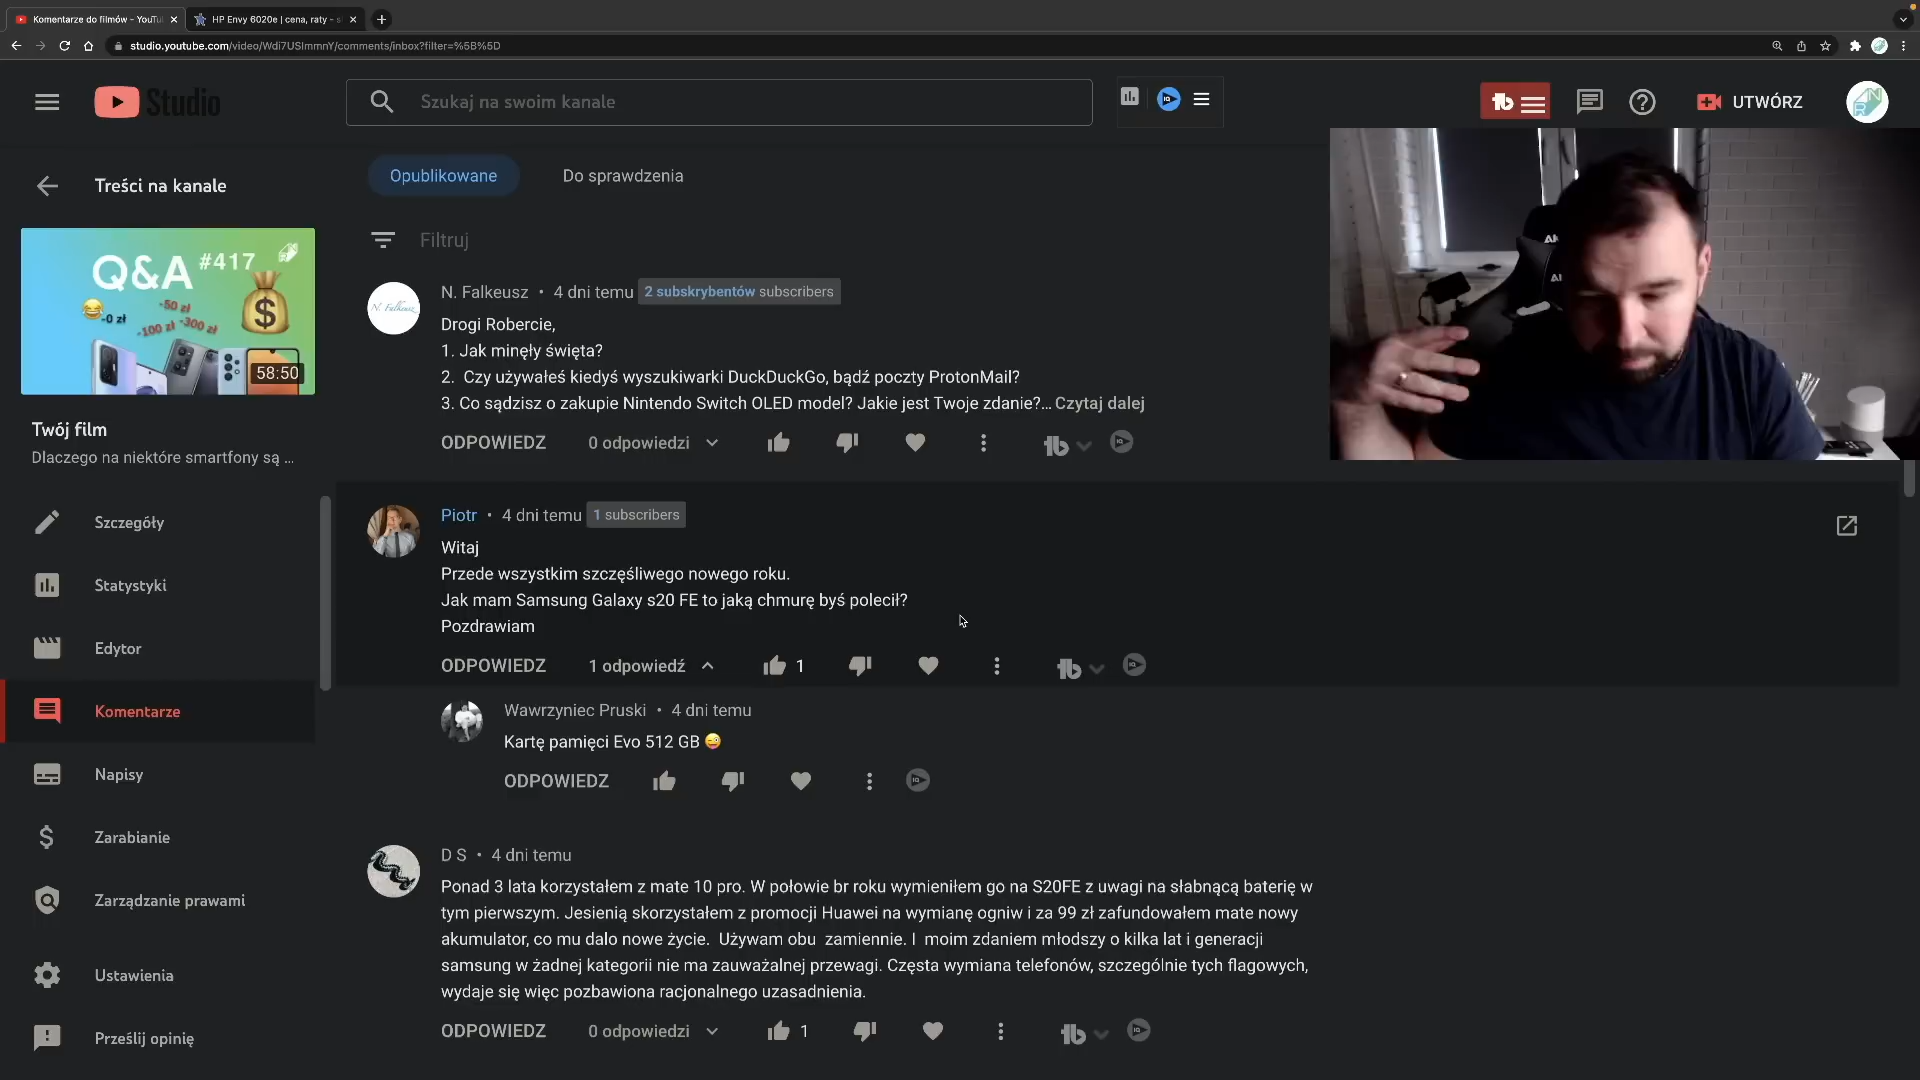 Komentarze do filmów - YouTu
HP Envy 6020e | cena, raty - s
studio.youtube.com/video/Wdi7USImmnY/comments/inbox?filter=%5B%5D
Studio
Szukaj na swoim kanale
UTWÓRZ
Treści na kanale
Opublikowane
Do sprawdzenia
Filtruj
Q&A #417
-0 zł
-50 zł
-100 zł
-300 zł
58:50
Twój film
Dlaczego na niektóre smartfony są ...
Szczegóły
Statystyki
Edytor
Komentarze
Napisy
Zarabianie
Zarządzanie prawami
Ustawienia
Prześlij opinię
N. Falkeusz
N. Falkeusz • 4 dni temu 2 subskrybentów subscribers
Drogi Robercie,
1. Jak minęły święta?
2. Czy używałeś kiedyś wyszukiwarki DuckDuckGo, bądź poczty ProtonMail?
3. Co sądzisz o zakupie Nintendo Switch OLED model? Jakie jest Twoje zdanie?... Czytaj dalej
ODPOWIEDZ 0 odpowiedzi
Piotr • 4 dni temu 1 subscribers
Witaj
Przede wszystkim szczęśliwego nowego roku.
Jak mam Samsung Galaxy s20 FE to jaką chmurę byś polecił?
Pozdrawiam
ODPOWIEDZ 1 odpowiedź 1
Wawrzyniec Pruski • 4 dni temu
Kartę pamięci Evo 512 GB 😜
ODPOWIEDZ
D S • 4 dni temu
Ponad 3 lata korzystałem z mate 10 pro. W połowie br roku wymieniłem go na S20FE z uwagi na słabnącą baterię w
tym pierwszym. Jesienią skorzystałem z promocji Huawei na wymianę ogniw i za 99 zł zafundowałem mate nowy
akumulator, co mu dalo nowe życie. Używam obu zamiennie. I moim zdaniem młodszy o kilka lat i generacji
samsung w żadnej kategorii nie ma zauważalnej przewagi. Częsta wymiana telefonów, szczególnie tych flagowych,
wydaje się więc pozbawiona racjonalnego uzasadnienia.
ODPOWIEDZ 0 odpowiedzi 1